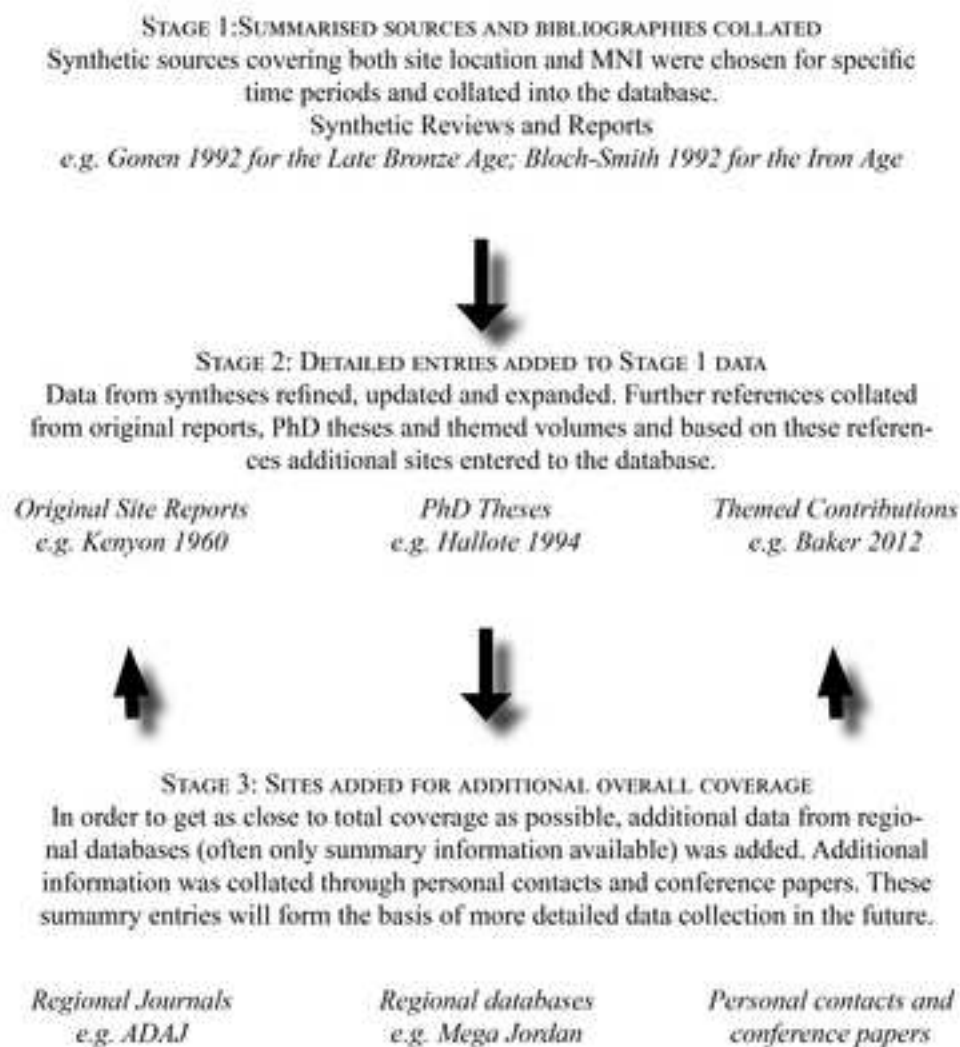 STAGE 1:SUMMARISED SOURCES AND BIBLIOGRAPHIES COLLATED
Synthetic sources covering both site location and MNI were chosen for specific
time periods and collated into the database.
Synthetic Reviews and Reports
e.g. Gonen 1992 for the Late Bronze Age; Bloch-Smith 1992 for the Iron Age
STAGE 2: DETAILED ENTRIES ADDED TO STAGE 1 DATA
Data from syntheses refined, updated and expanded. Further references collated
from original reports, PhD theses and themed volumes and based on these referen-
ces additional sites entered to the database.
Original Site Reports PhD Theses Themed Contributions
e.g. Kenyon 1960 e.g. Hallote 1994 e.g. Baker 2012
STAGE 3: SITES ADDED FOR ADDITIONAL OVERALL COVERAGE
In order to get as close to total coverage as possible, additional data from regio-
nal databases (often only summary information available) was added. Additional
information was collated through personal contacts and conference papers. These
sumamry entries will form the basis of more detailed data collection in the future.
Regional Journals Regional databases Personal contacts and
e.g. ADAJ e.g. Mega Jordan conference papers